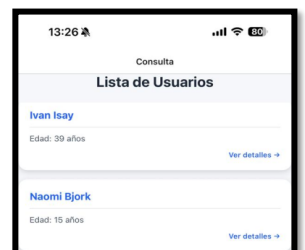 13:26
80
Consulta
Lista de Usuarios
Ivan Isay
Edad: 39 años
Ver detalles →
Naomi Bjork
Edad: 15 años
Ver detalles →